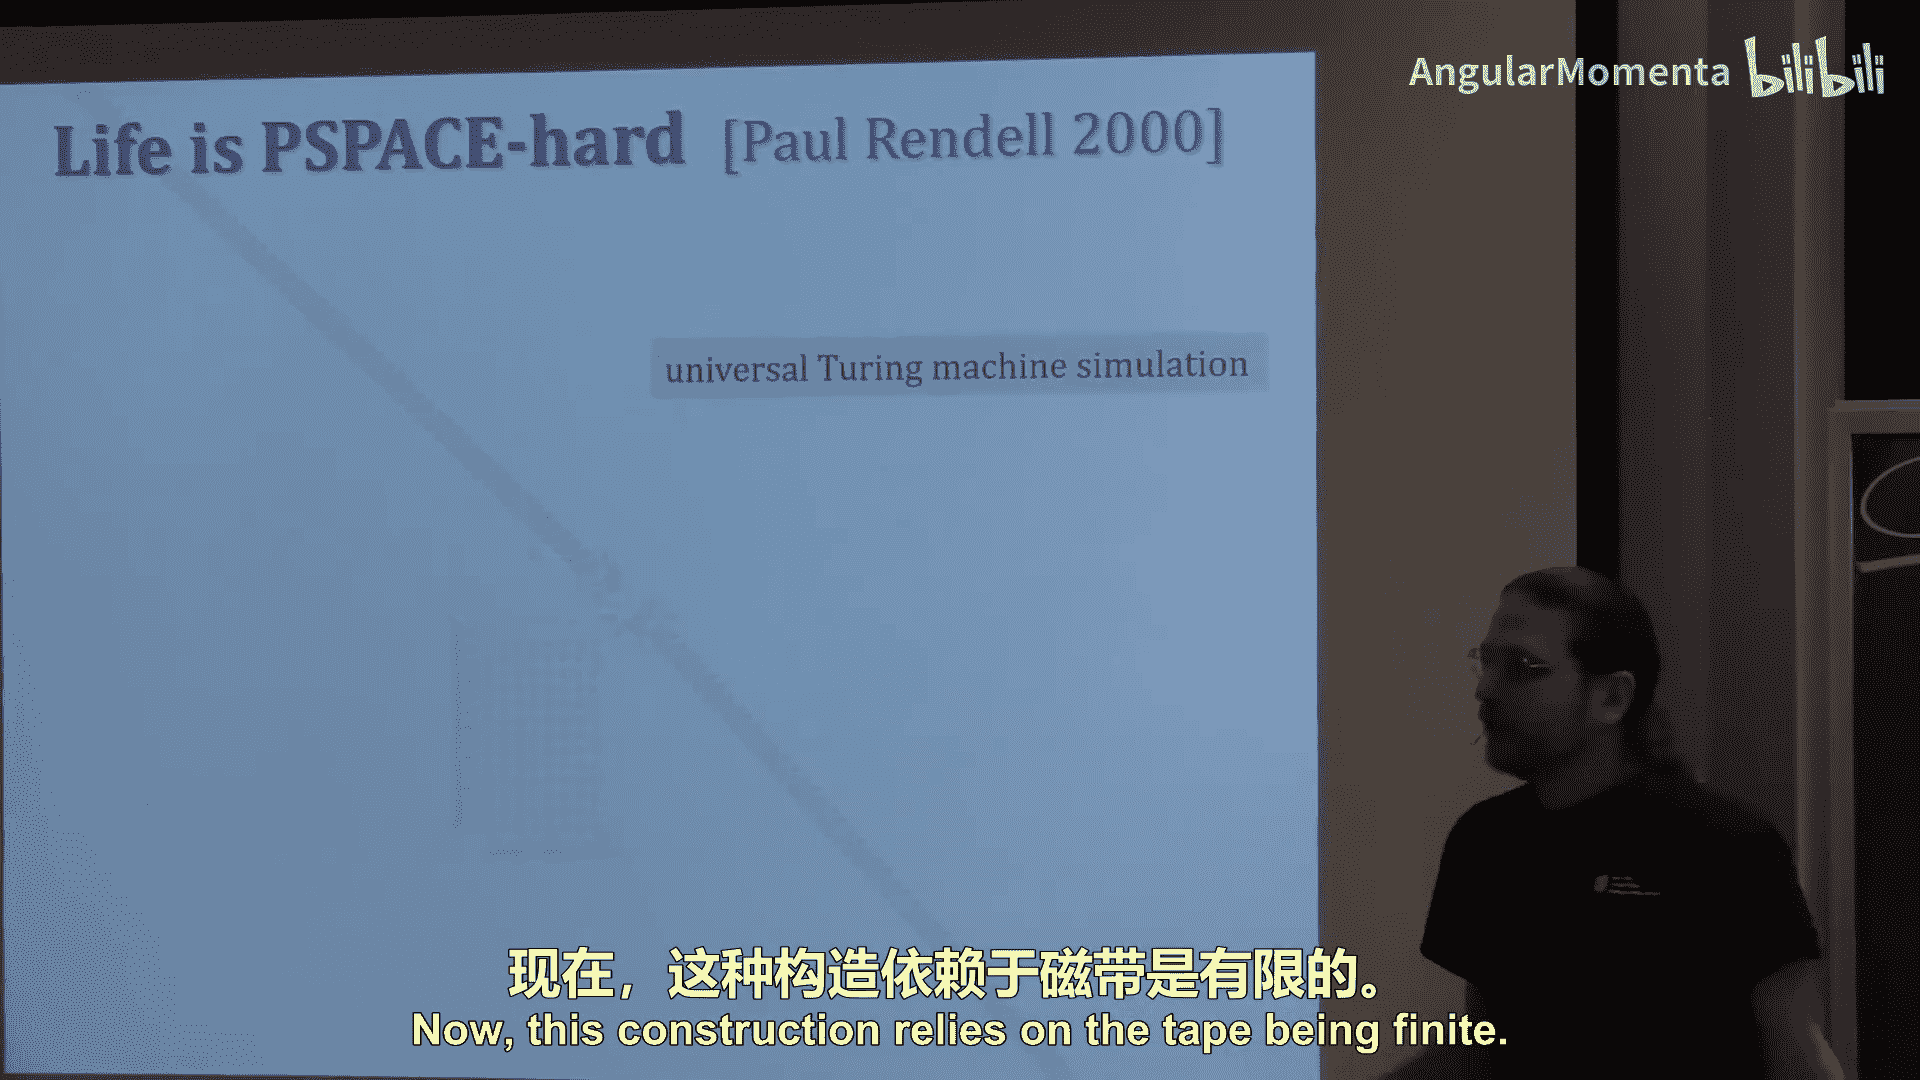 AngularMomenta bilibili
Life is PSPACE-hard [Paul Rendell 2000]
universal Turing machine simulation
现在，这种构造依赖于磁带是有限的。
Now, this construction relies on the tape being finite.